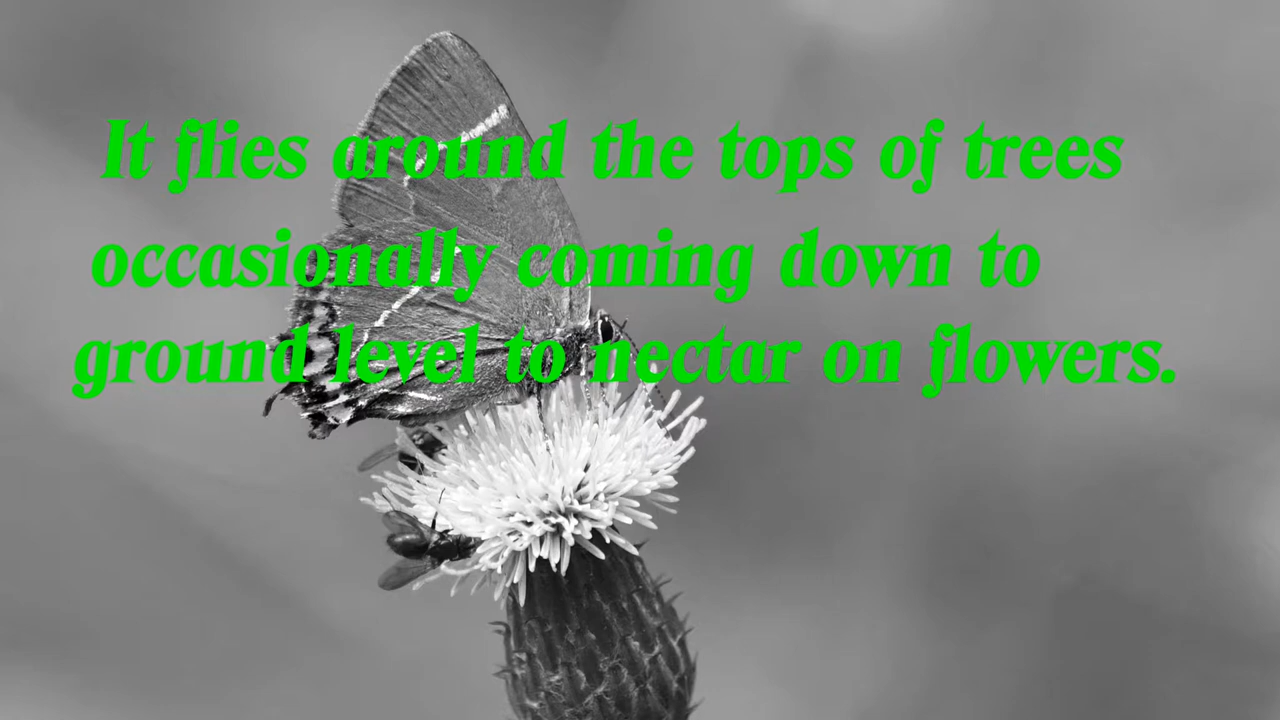 It flies around the tops of trees
occasionally coming down to
ground level to nectar on flowers.